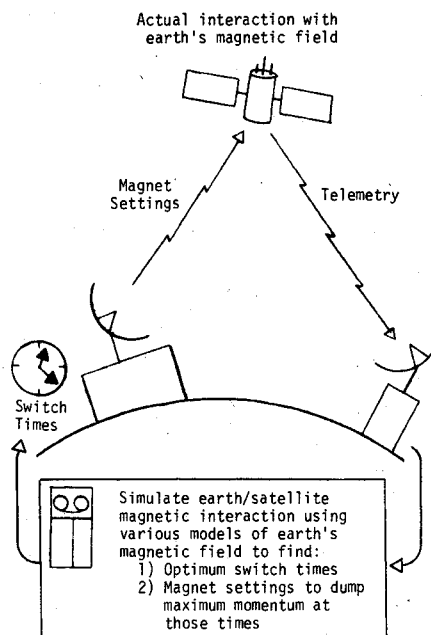 Actual interaction with
earth's magnetic field
Magnet
Settings
Telemetry
Switch
Times
Simulate earth/satellite
magnetic interaction using
various models of earth's
magnetic field to find:
1) Optimum switch times
2) Magnet settings to dump
maximum momentum at
those times